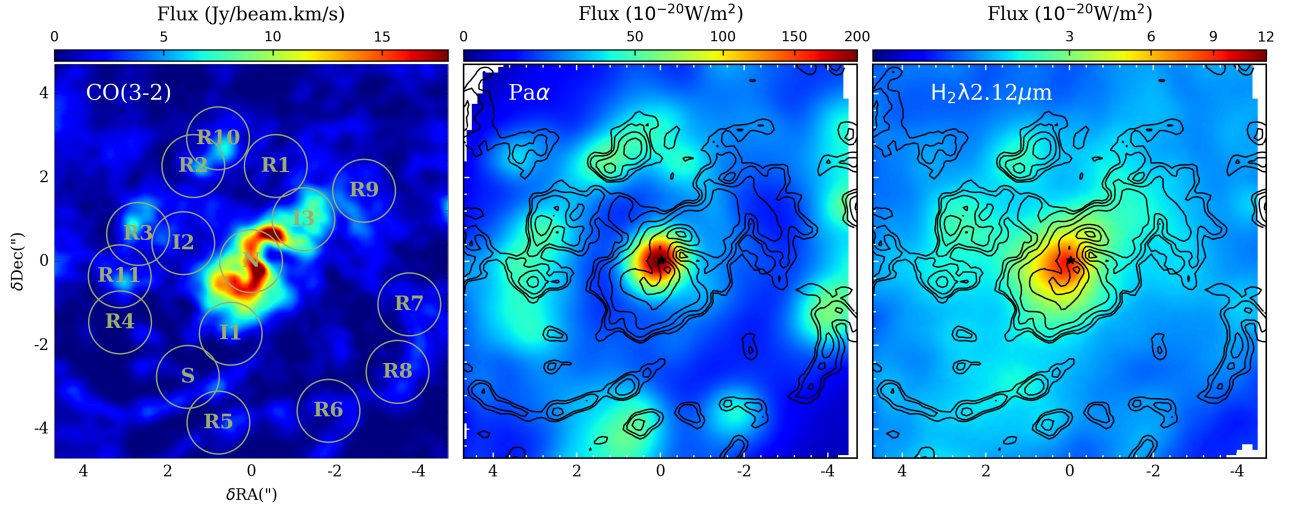 Flux (Jy/beam.km/s)
0 5 10 15
CO(3-2)
R10
R2 R1
R9
I3
R3 I2
N
R11
R7
R4
I1
S R8
R6
R5
4
2
0
-2
-4
δDec(")
4 2 0 -2 -4
δRA(")
Flux (10⁻²⁰W/m²)
0 50 100 150 200
Paα
4 2 0 -2 -4
Flux (10⁻²⁰W/m²)
0 3 6 9 12
H₂λ2.12μm
4 2 0 -2 -4